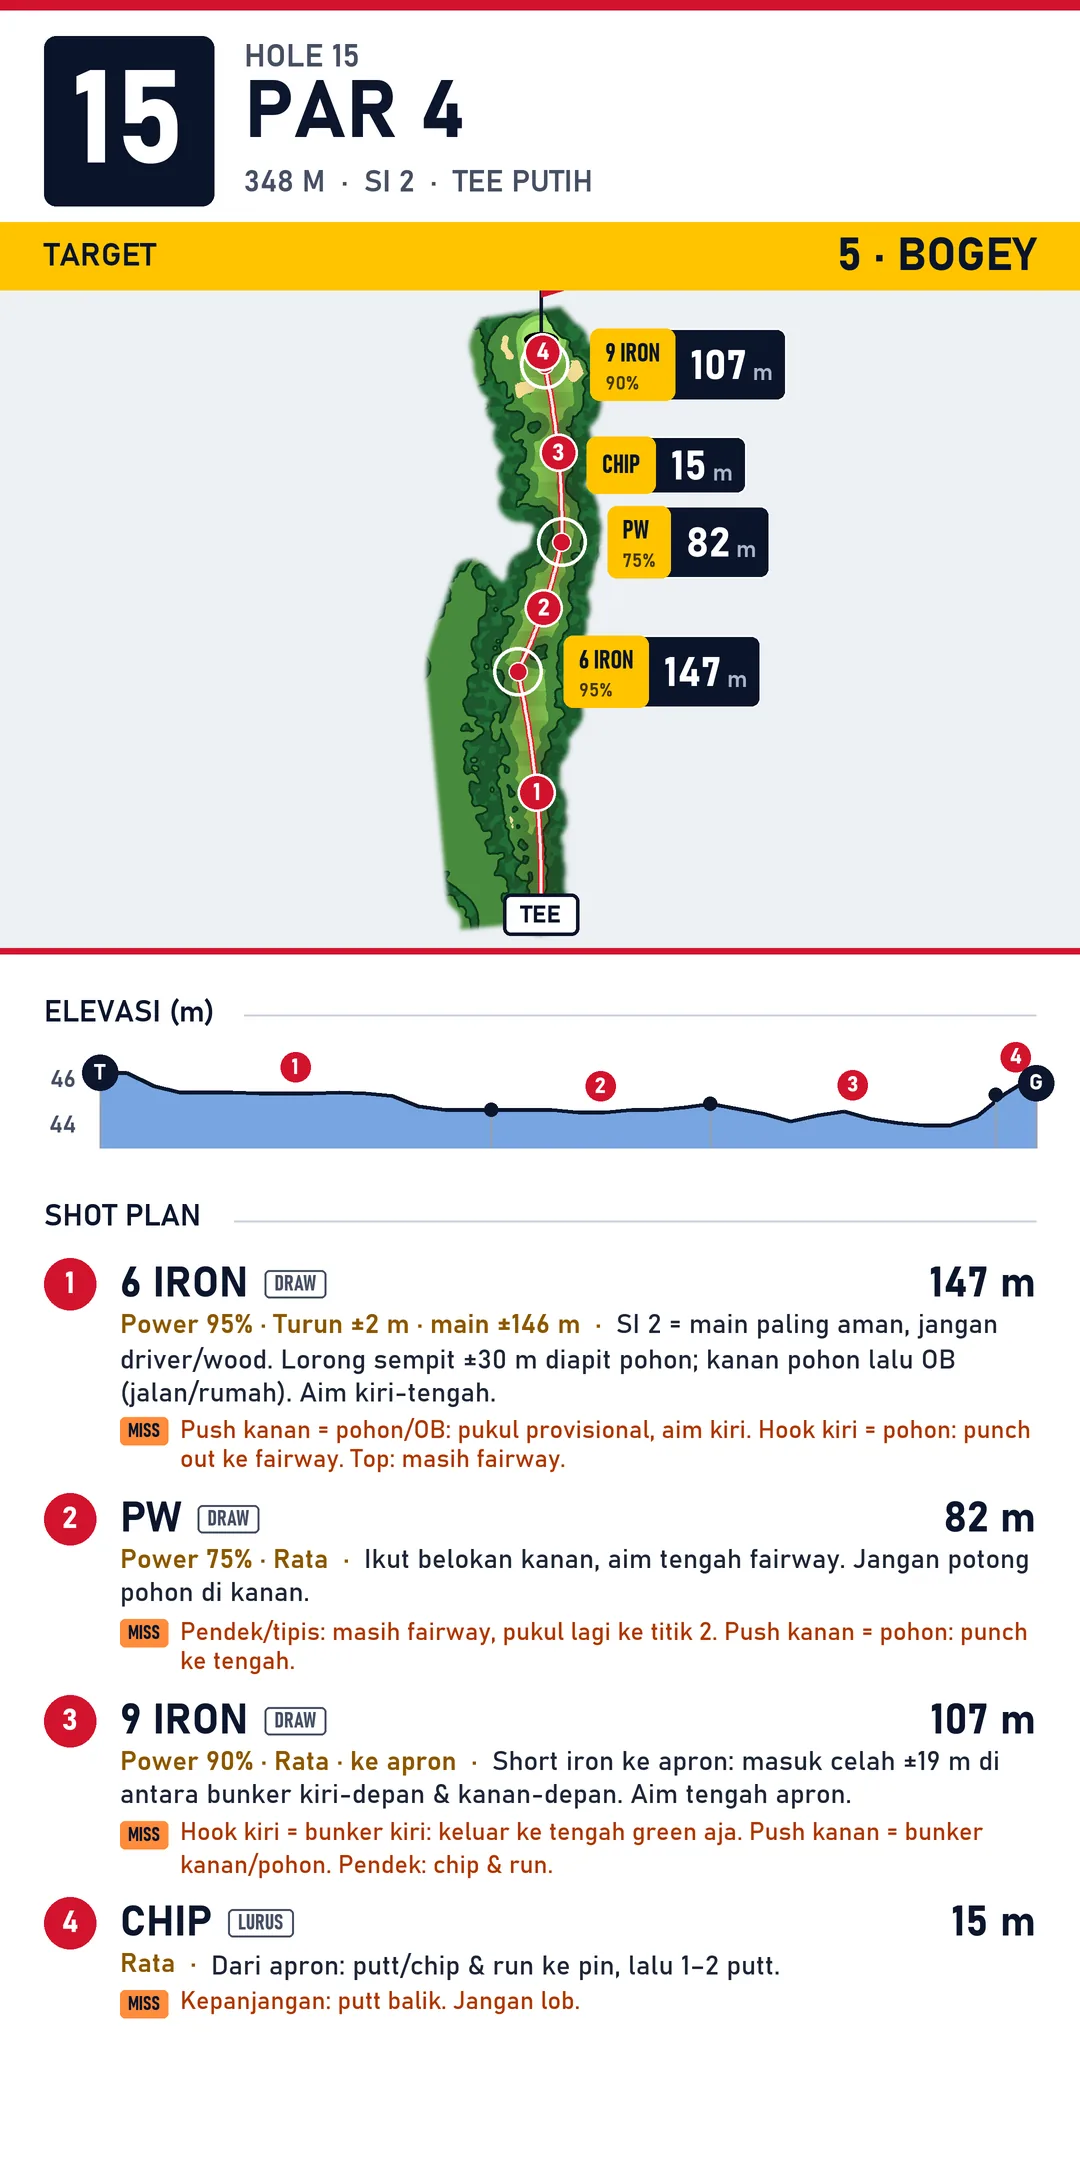 15
HOLE 15
PAR 4
348 M · SI 2 · TEE PUTIH
TARGET
5 · BOGEY
4
9 IRON
90%
107 m
3
CHIP
15 m
PW
75%
82 m
2
6 IRON
95%
147 m
1
TEE
ELEVASI (m)
46
44
T
1
2
3
4
G
SHOT PLAN
1
6 IRON
DRAW
147 m
Power 95% · Turun ±2 m · main ±146 m · SI 2 = main paling aman, jangan
driver/wood. Lorong sempit ±30 m diapit pohon; kanan pohon lalu OB
(jalan/rumah). Aim kiri-tengah.
MISS
Push kanan = pohon/OB: pukul provisional, aim kiri. Hook kiri = pohon: punch
out ke fairway. Top: masih fairway.
2
PW
DRAW
82 m
Power 75% · Rata · Ikut belokan kanan, aim tengah fairway. Jangan potong
pohon di kanan.
MISS
Pendek/tipis: masih fairway, pukul lagi ke titik 2. Push kanan = pohon: punch
ke tengah.
3
9 IRON
DRAW
107 m
Power 90% · Rata · ke apron · Short iron ke apron: masuk celah ±19 m di
antara bunker kiri-depan & kanan-depan. Aim tengah apron.
MISS
Hook kiri = bunker kiri: keluar ke tengah green aja. Push kanan = bunker
kanan/pohon. Pendek: chip & run.
4
CHIP
LURUS
15 m
Rata · Dari apron: putt/chip & run ke pin, lalu 1–2 putt.
MISS
Kepanjangan: putt balik. Jangan lob.